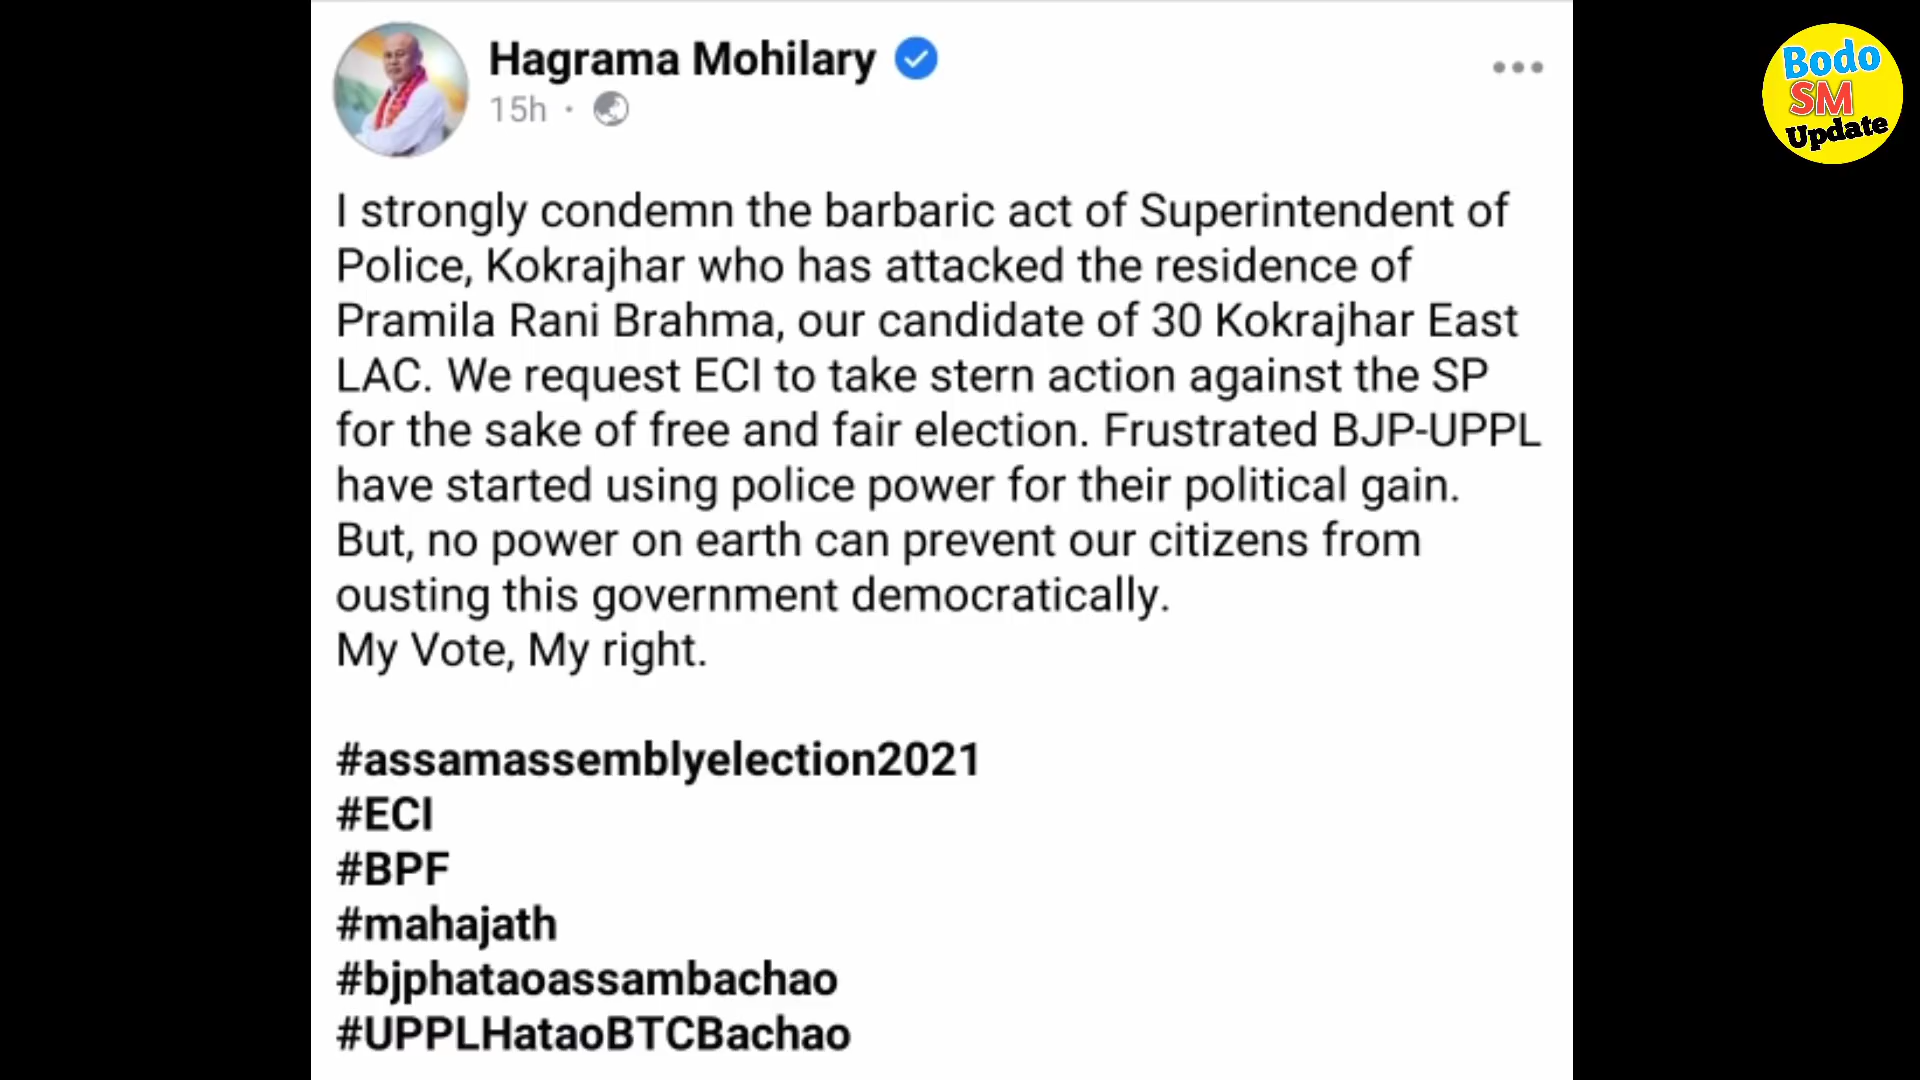 Hagrama Mohilary
15h
I strongly condemn the barbaric act of Superintendent of
Police, Kokrajhar who has attacked the residence of
Pramila Rani Brahma, our candidate of 30 Kokrajhar East
LAC. We request ECI to take stern action against the SP
for the sake of free and fair election. Frustrated BJP-UPPL
have started using police power for their political gain.
But, no power on earth can prevent our citizens from
ousting this government democratically.
My Vote, My right.
#assamassemblyelection2021
#ECI
#BPF
#mahajath
#bjphataoassambachao
#UPPLHataoBTCBachao
Bodo
SM
Update